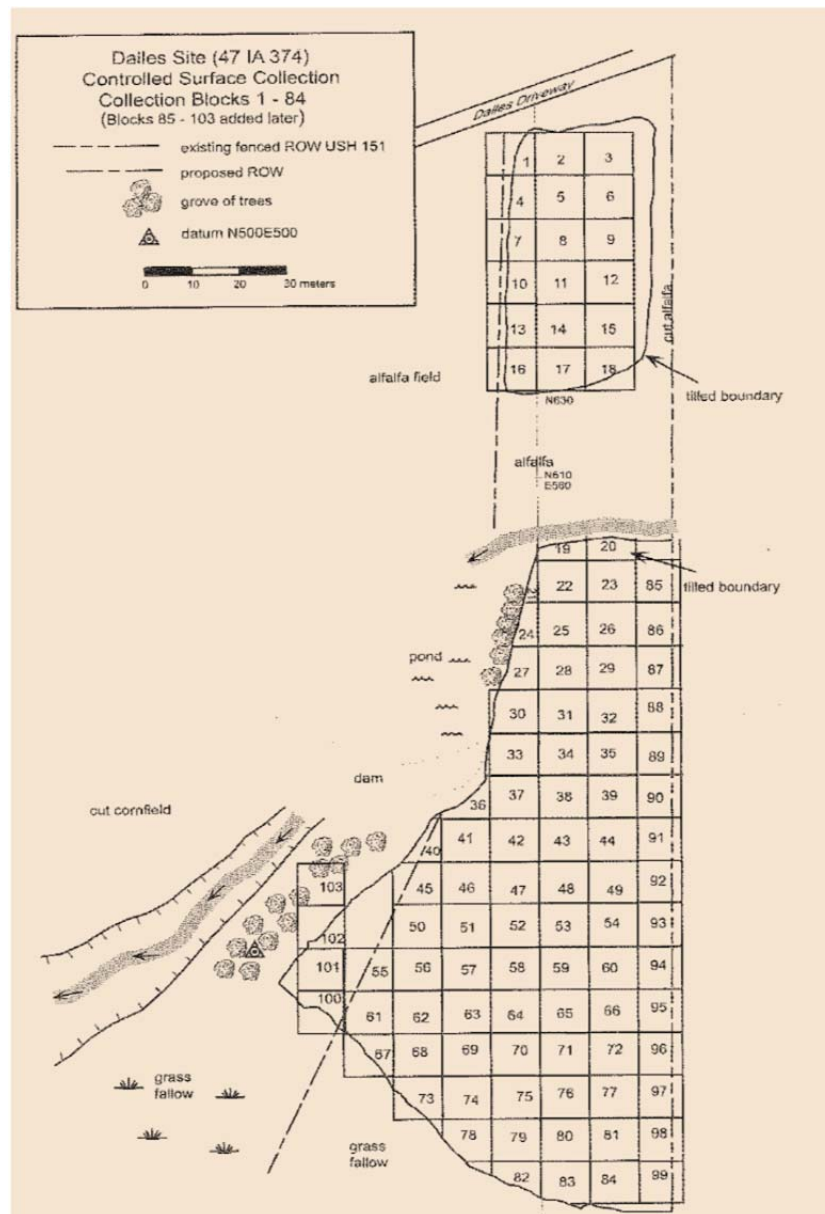 Dailes Site (47 IA 374)
Controlled Surface Collection
Collection Blocks 1 - 84
(Blocks 85 - 103 added later)
existing fenced ROW USH 151
proposed ROW
grove of trees
datum N500E500
0 10 20 30 meters
Dailes Driveway
1 2 3
4 5 6
7 8 9
10 11 12
cut alfalfa
13 14 15
16 17 18
alfalfa field
tilled boundary
N630
alfalfa
N610
E560
19 20
22 23 85
tilled boundary
24 25 26 86
pond
27 28 29 87
30 31 32 88
33 34 35 89
dam
36 37 38 39 90
cut cornfield
40 41 42 43 44 91
103 45 46 47 48 49 92
102 50 51 52 53 54 93
101 55 56 57 58 59 60 94
100 61 62 63 64 65 66 95
67 68 69 70 71 72 96
grass
fallow
73 74 75 76 77 97
78 79 80 81 98
grass
fallow
82 83 84 99